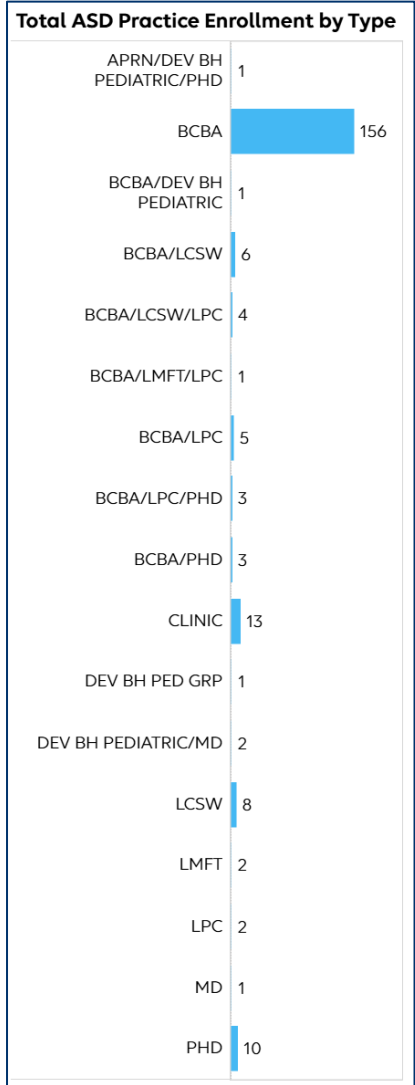 Total ASD Practice Enrollment by Type
APRN/DEV BH
PEDIATRIC/PHD
1
BCBA
156
BCBA/DEV BH
PEDIATRIC
1
BCBA/LCSW
6
BCBA/LCSW/LPC
4
BCBA/LMFT/LPC
1
BCBA/LPC
5
BCBA/LPC/PHD
3
BCBA/PHD
3
CLINIC
13
DEV BH PED GRP
1
DEV BH PEDIATRIC/MD
2
LCSW
8
LMFT
2
LPC
2
MD
1
PHD
10